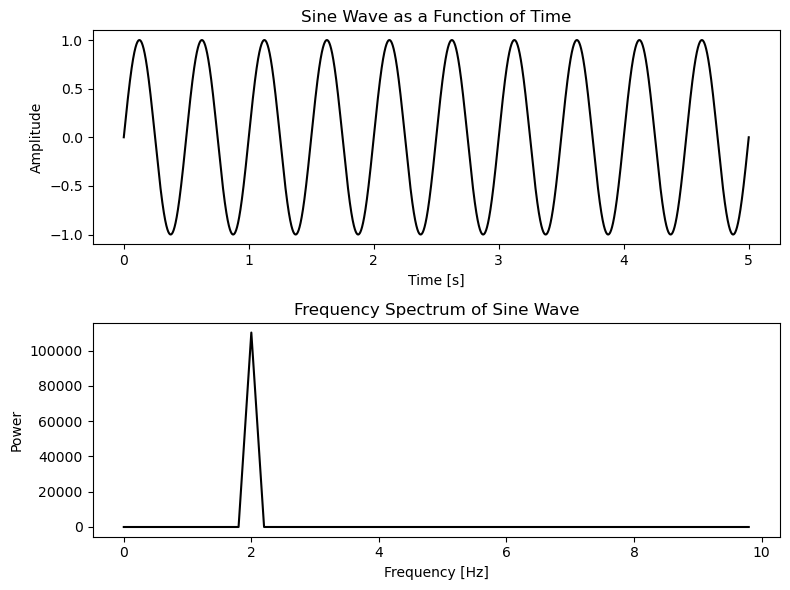 Sine Wave as a Function of Time
1.0
0.5
0.0
−0.5
−1.0
Amplitude
0 1 2 3 4 5
Time [s]
Frequency Spectrum of Sine Wave
100000
80000
60000
40000
20000
0
Power
0 2 4 6 8 10
Frequency [Hz]